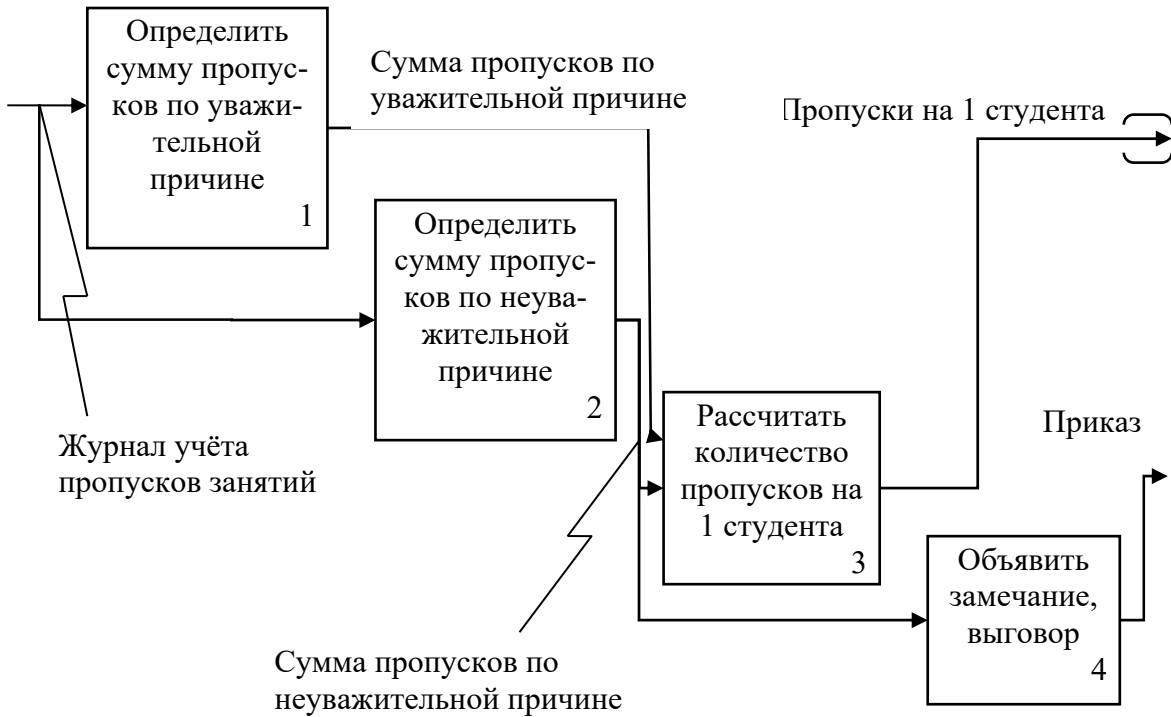 Определить
сумму пропус-
ков по уважи-
тельной
причине
1
Сумма пропусков по
уважительной причине
Пропуски на 1 студента
Определить
сумму пропус-
ков по неува-
жительной
причине
2
Журнал учёта
пропусков занятий
Рассчитать
количество
пропусков на
1 студента
3
Приказ
Объявить
замечание,
выговор
4
Сумма пропусков по
неуважительной причине